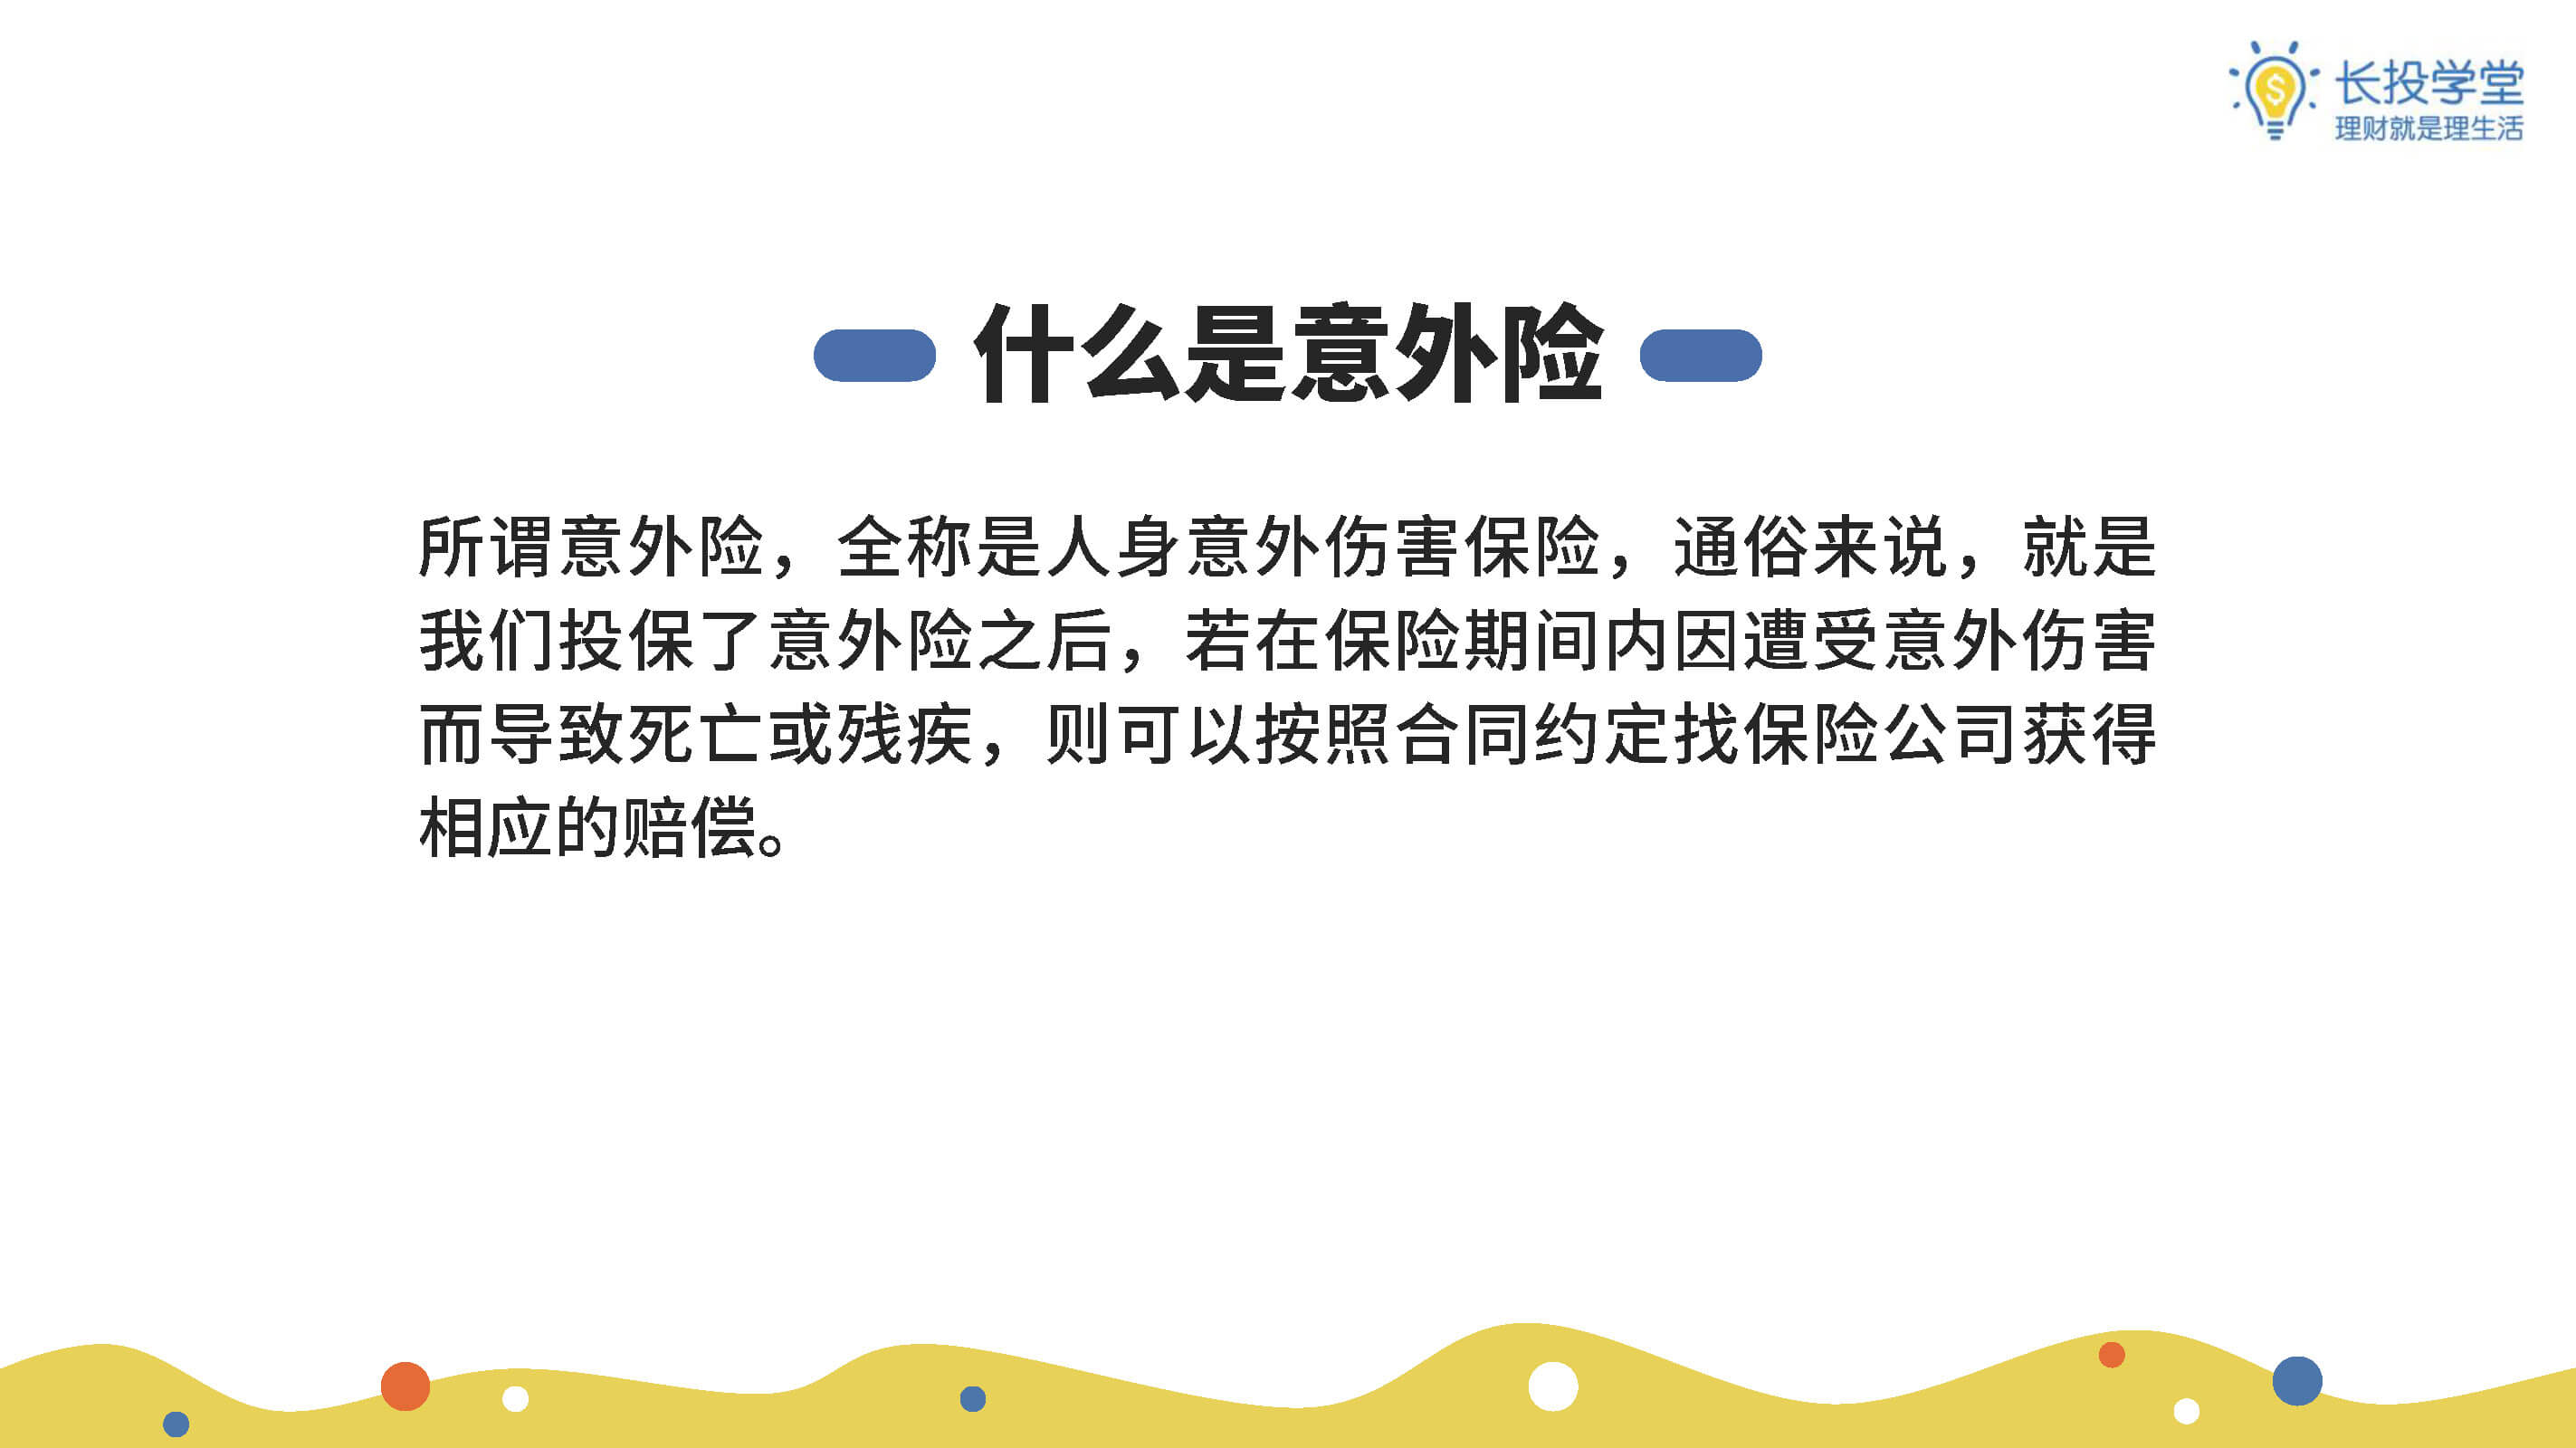 长投学堂
理财就是理生活
什么是意外险
所谓意外险，全称是人身意外伤害保险，通俗来说，就是
我们投保了意外险之后，若在保险期间内因遭受意外伤害
而导致死亡或残疾，则可以按照合同约定找保险公司获得
相应的赔偿。